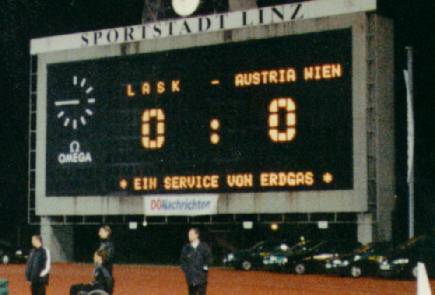 SPORTSTADT LINZ
LASK - AUSTRIA WIEN
0 : 0
Ω
OMEGA
* EIN SERVICE VON ERDGAS *
OÖNachrichten